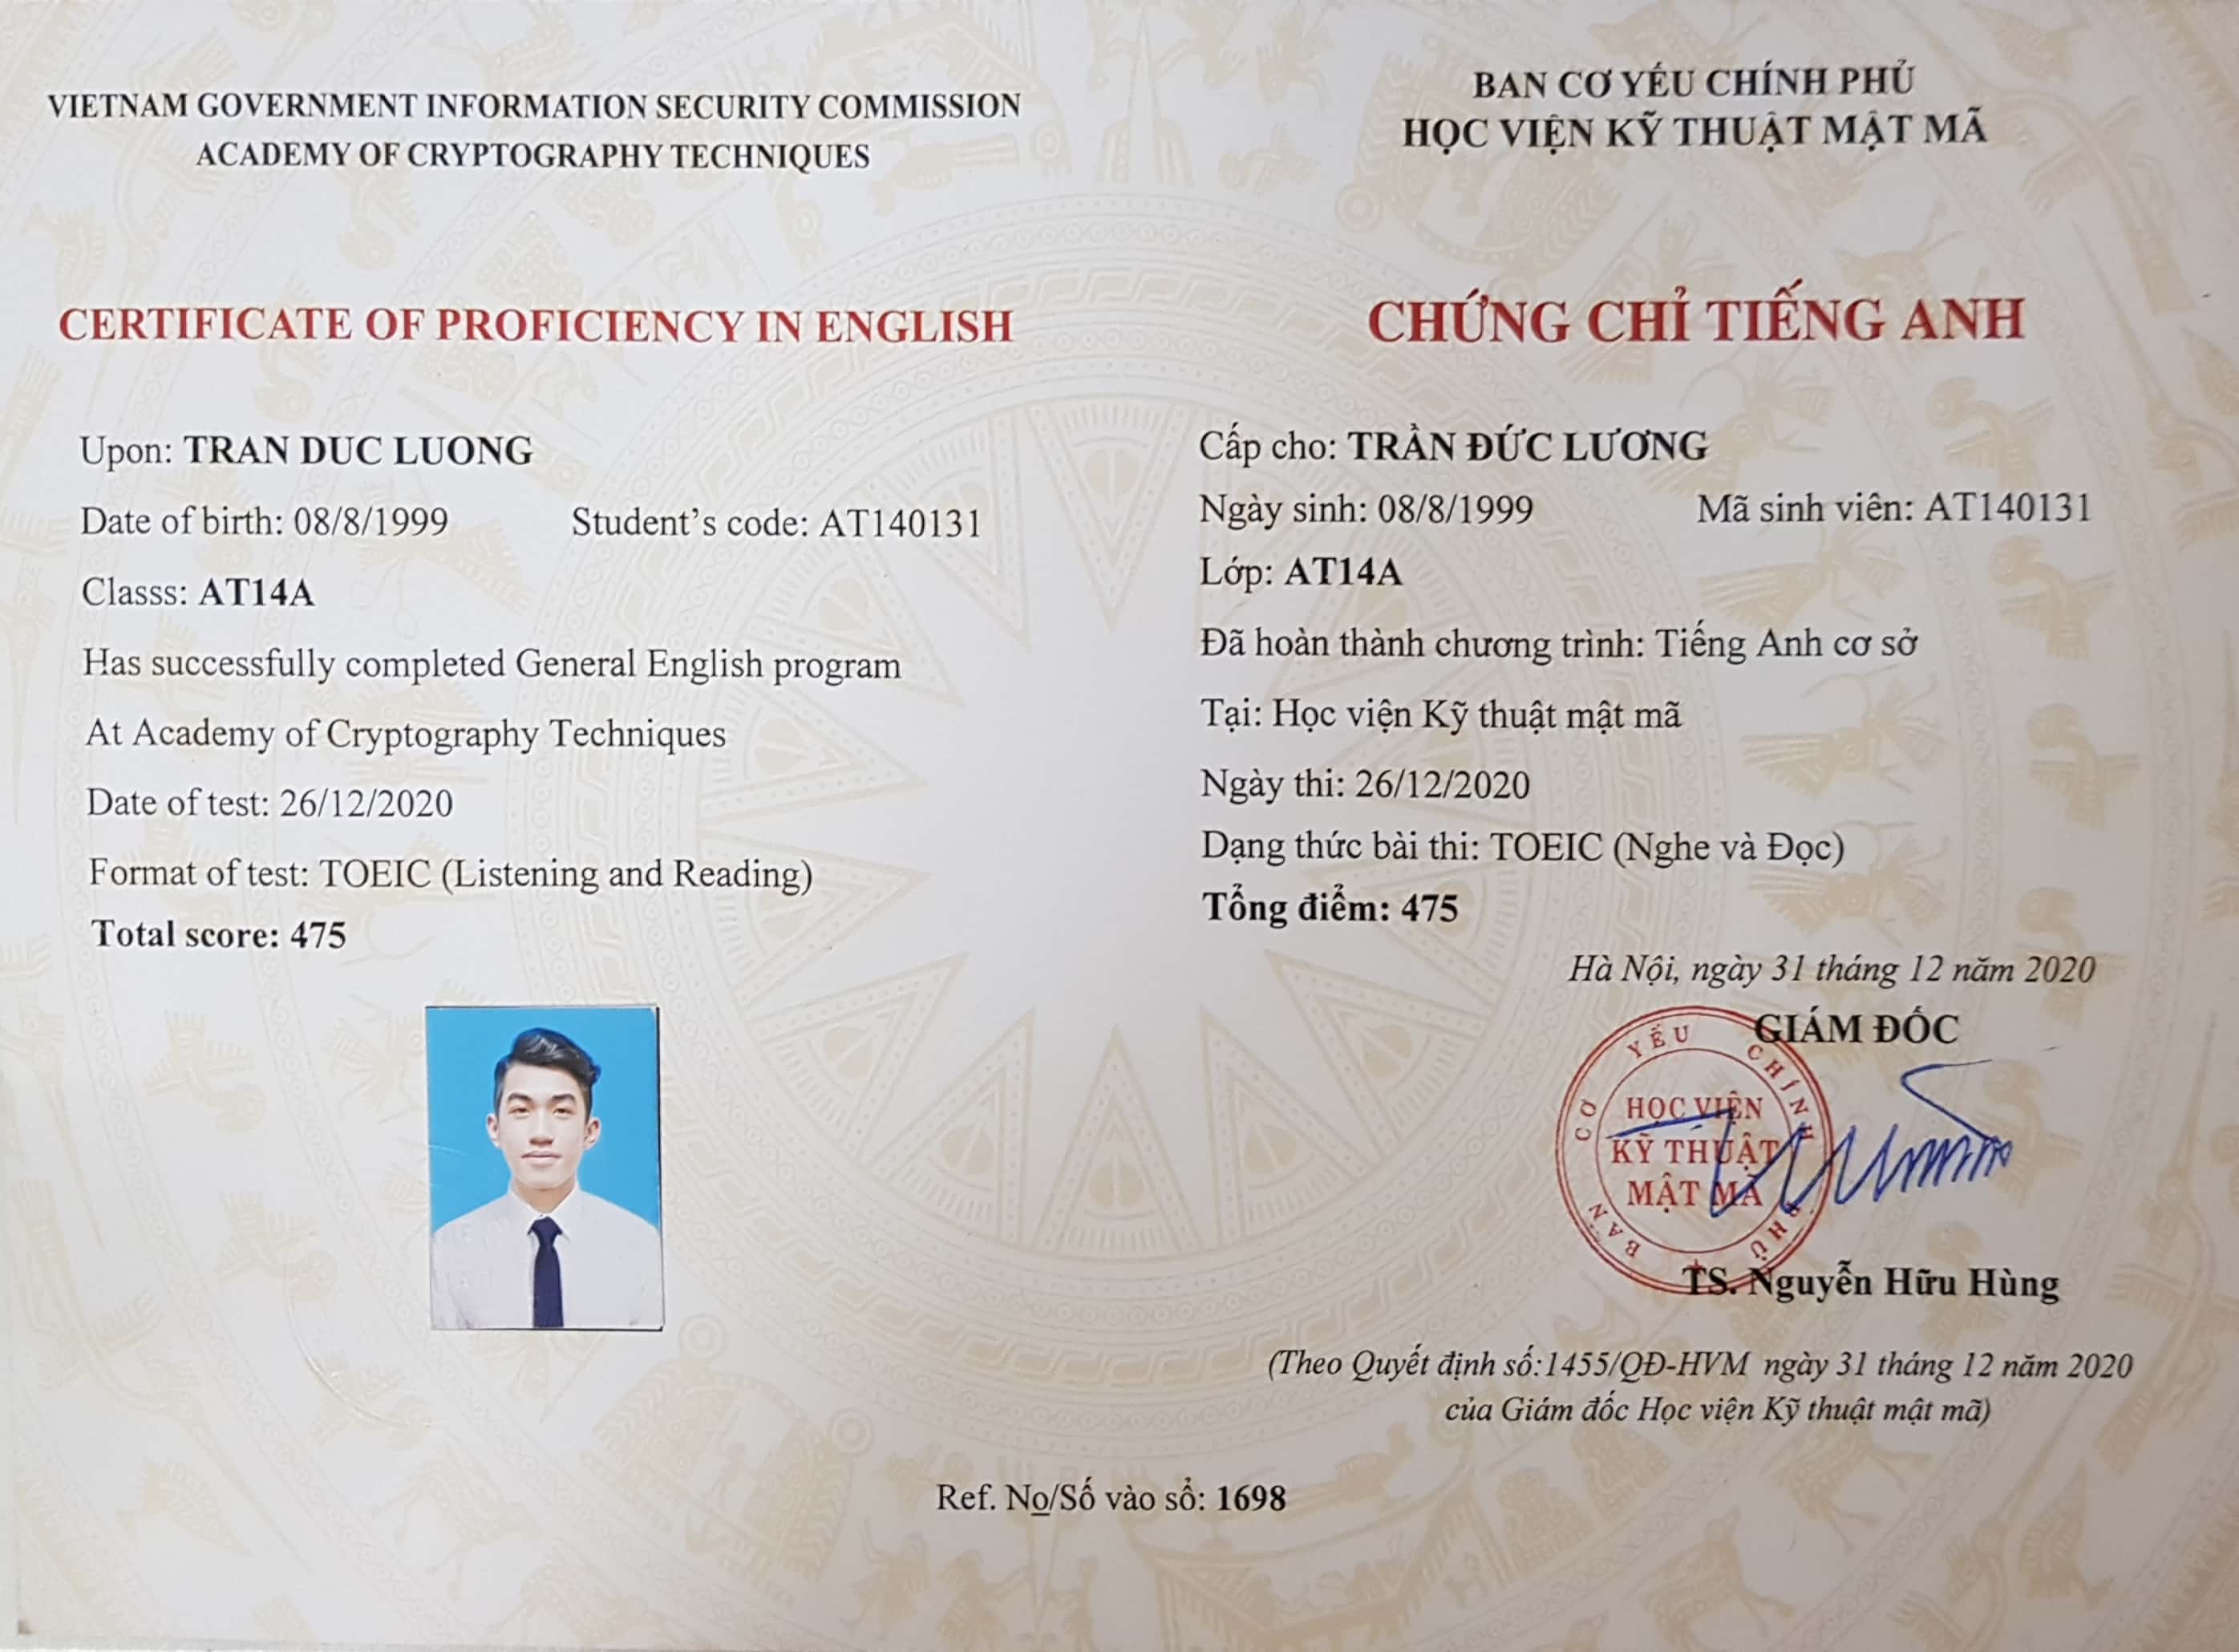 VIETNAM GOVERNMENT INFORMATION SECURITY COMMISSION
ACADEMY OF CRYPTOGRAPHY TECHNIQUES
CERTIFICATE OF PROFICIENCY IN ENGLISH
Upon: TRAN DUC LUONG
Date of birth: 08/8/1999 Student’s code: AT140131
Classs: AT14A
Has successfully completed General English program
At Academy of Cryptography Techniques
Date of test: 26/12/2020
Format of test: TOEIC (Listening and Reading)
Total score: 475
BAN CƠ YẾU CHÍNH PHỦ
HỌC VIỆN KỸ THUẬT MẬT MÃ
CHỨNG CHỈ TIẾNG ANH
Cấp cho: TRẦN ĐỨC LƯƠNG
Ngày sinh: 08/8/1999 Mã sinh viên: AT140131
Lớp: AT14A
Đã hoàn thành chương trình: Tiếng Anh cơ sở
Tại: Học viện Kỹ thuật mật mã
Ngày thi: 26/12/2020
Dạng thức bài thi: TOEIC (Nghe và Đọc)
Tổng điểm: 475
Hà Nội, ngày 31 tháng 12 năm 2020
GIÁM ĐỐC
BAN CƠ YẾU CHÍNH PHỦ
HỌC VIỆN
KỸ THUẬT
MẬT MÃ
TS. Nguyễn Hữu Hùng
(Theo Quyết định số:1455/QĐ-HVM ngày 31 tháng 12 năm 2020
của Giám đốc Học viện Kỹ thuật mật mã)
Ref. No/Số vào sổ: 1698